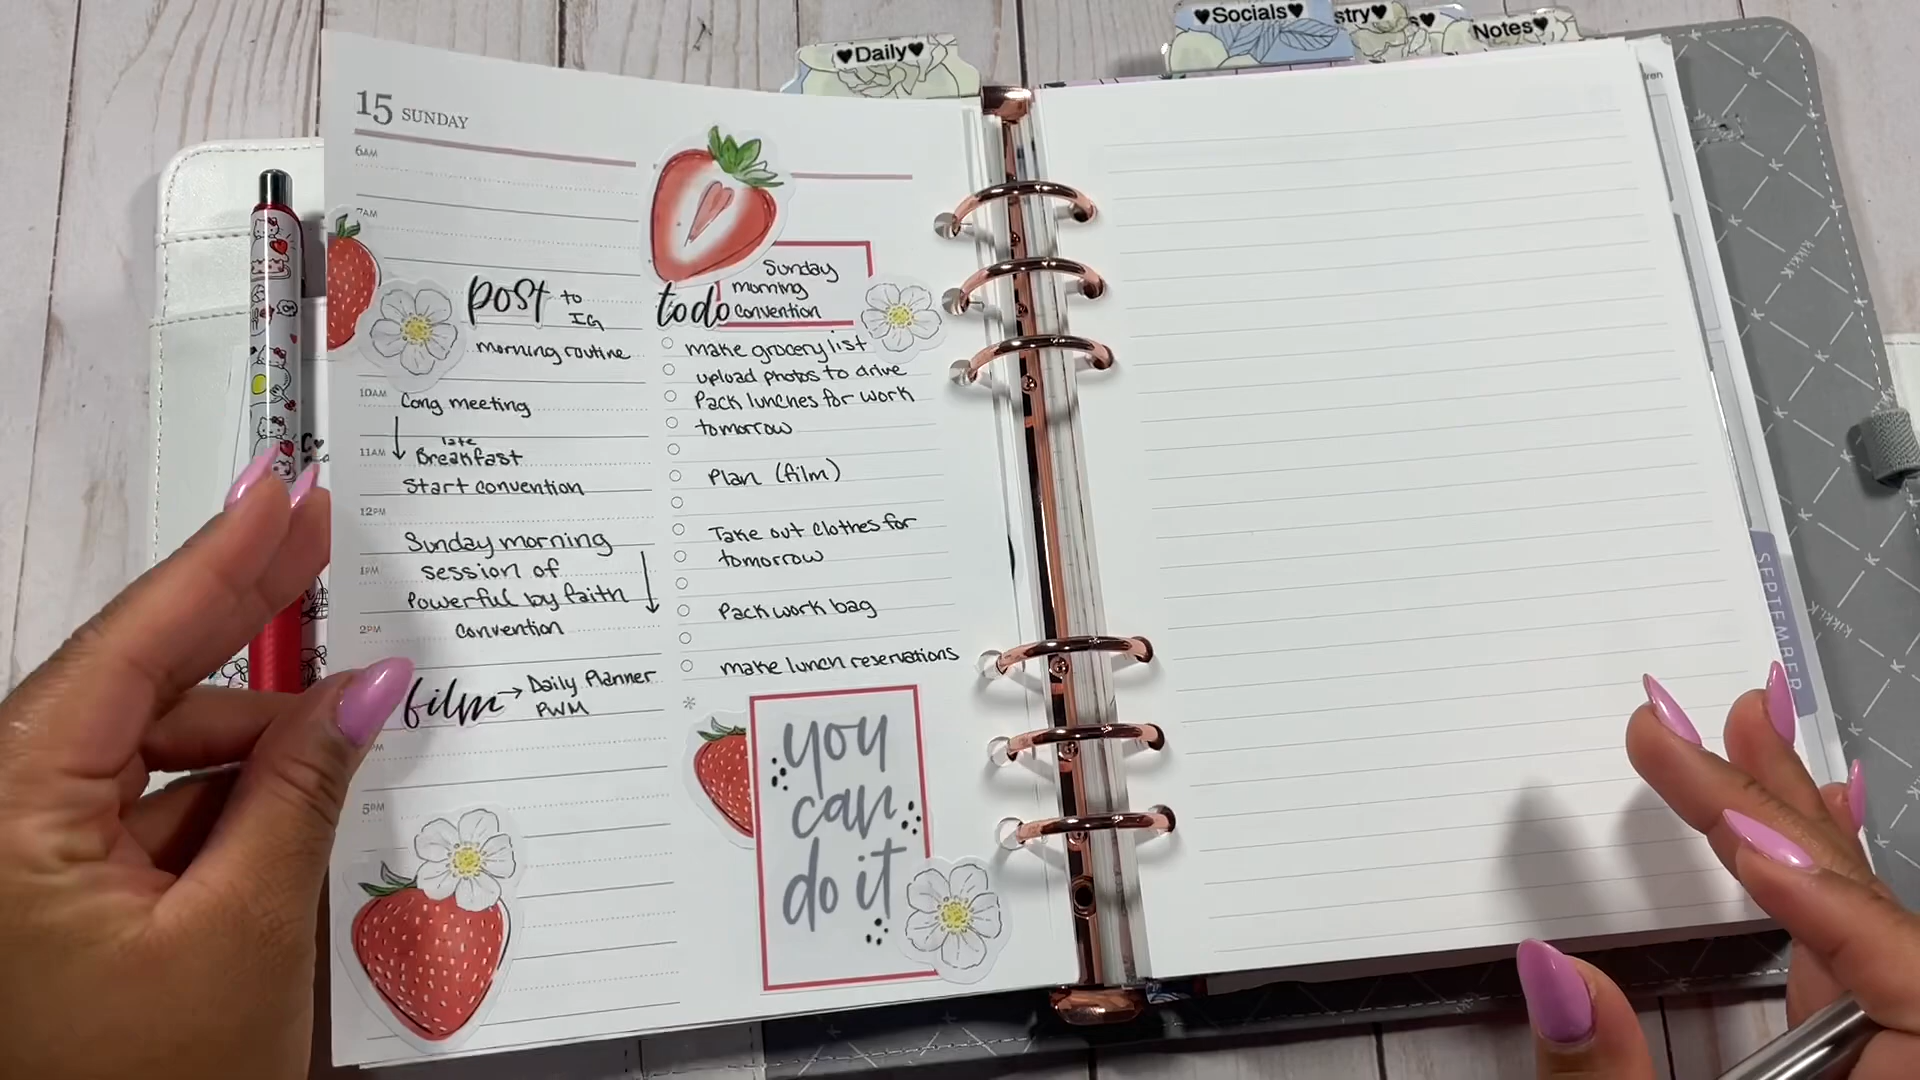 ♥Daily♥
♥Socials♥
stry♥
s♥
Notes♥
15 SUNDAY
6AM
7AM
post to
IG
morning routine
10AM
Cong meeting
11AM
late
Breakfast
Start convention
12PM
Sunday morning
1PM
session of
Powerful by faith
2PM
convention
film → Daily Planner
PWM
5PM
Sunday
morning
convention
todo
make grocery list
upload photos to drive
Pack lunches for work
tomorrow
Plan (film)
Take out clothes for
tomorrow
Pack work bag
make lunch reservations
*
you
can
do it
SEPTEMBER
kikki.K